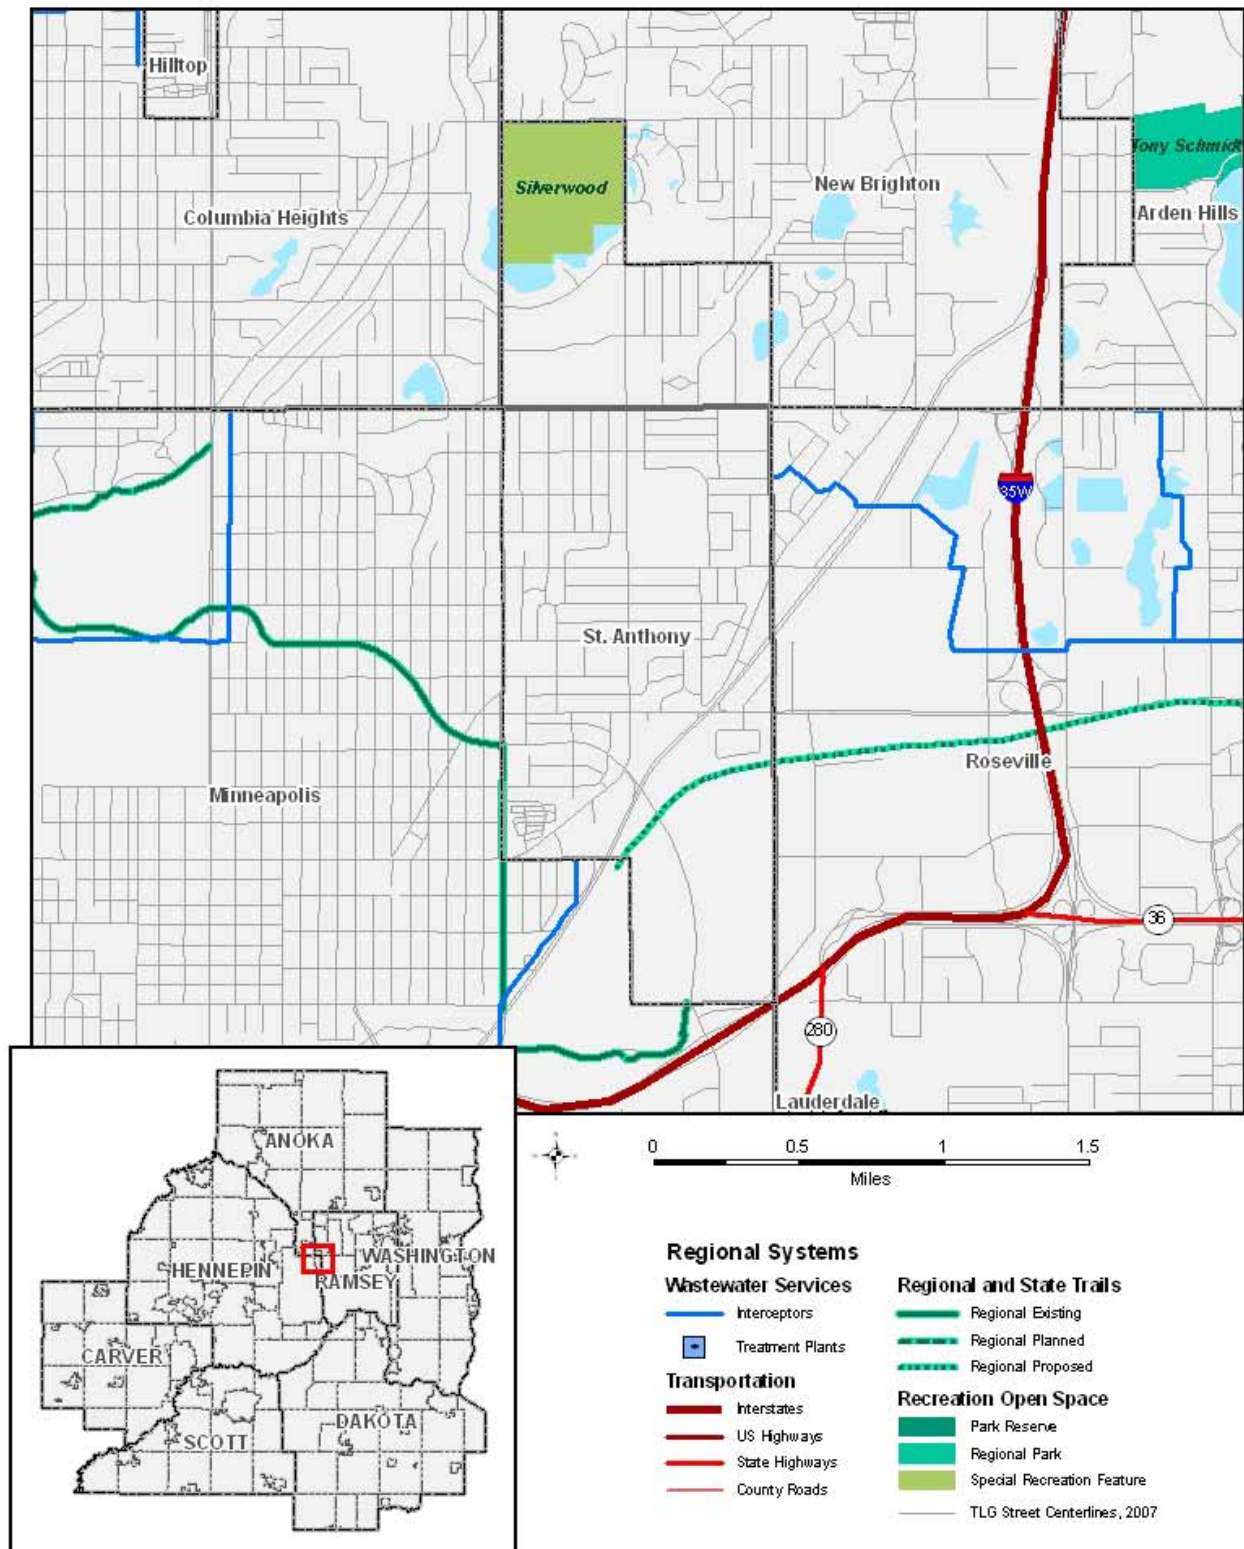 Hilltop
Tony Schmidt
Silverwood
New Brighton
Columbia Heights
Arden Hills
35W
St. Anthony
Roseville
Minneapolis
36
280
Lauderdale
ANOKA
WASHINGTON
HENNEPIN
RAMSEY
CARVER
DAKOTA
SCOTT
0 0.5 1 1.5
Miles
Regional Systems
Wastewater Services
Interceptors
Treatment Plants
Transportation
Interstates
US Highways
State Highways
County Roads
Regional and State Trails
Regional Existing
Regional Planned
Regional Proposed
Recreation Open Space
Park Reserve
Regional Park
Special Recreation Feature
TLG Street Centerlines, 2007